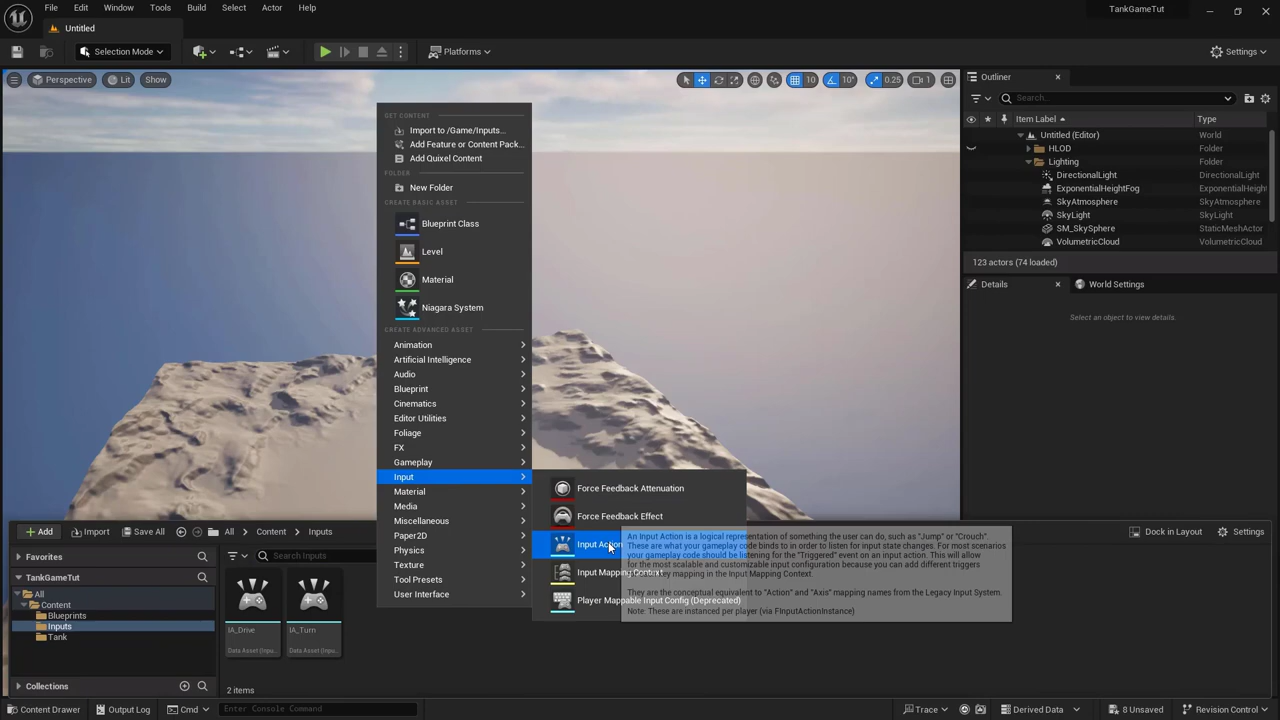 File Edit Window Tools Build Select Actor Help
TankGameTut
Untitled
Selection Mode
Platforms
Settings
Perspective
Lit
Show
10
10°
0.25
1
Outliner
Search...
Item Label
Type
Untitled (Editor)
World
HLOD
Folder
Lighting
Folder
DirectionalLight
DirectionalLight
ExponentialHeightFog
ExponentialHeigh
SkyAtmosphere
SkyAtmosphere
SkyLight
SkyLight
SM_SkySphere
StaticMeshActor
VolumetricCloud
VolumetricCloud
123 actors (74 loaded)
Details
World Settings
Select an object to view details.
GET CONTENT
Import to /Game/Inputs...
Add Feature or Content Pack...
Add Quixel Content
FOLDER
New Folder
CREATE BASIC ASSET
Blueprint Class
Level
Material
Niagara System
CREATE ADVANCED ASSET
Animation
Artificial Intelligence
Audio
Blueprint
Cinematics
Editor Utilities
Foliage
FX
Gameplay
Input
Material
Media
Miscellaneous
Paper2D
Physics
Texture
Tool Presets
User Interface
Force Feedback Attenuation
Force Feedback Effect
Input Action
Input Mapping Context
Player Mappable Input Config (Deprecated)
An Input Action is a logical representation of something the user can do, such as "Jump" or "Crouch".
These are what your gameplay code binds to in order to listen for input state changes. For most scenarios
your gameplay code should be listening for the "Triggered" event on an input action. This will allow
for the most scalable and customizable input configuration because you can add different triggers
key mapping in the Input Mapping Context.
They are the conceptual equivalent to "Action" and "Axis" mapping names from the Legacy Input System.
Note: These are instanced per player (via FInputActionInstance)
Add
Import
Save All
All
Content
Inputs
Dock in Layout
Settings
Favorites
TankGameTut
All
Content
Blueprints
Inputs
Tank
Collections
Search Inputs
IA_Drive
Data Asset (Inpu...
IA_Turn
Data Asset (Inpu...
2 items
Content Drawer
Output Log
Cmd
Enter Console Command
Trace
Derived Data
8 Unsaved
Revision Control